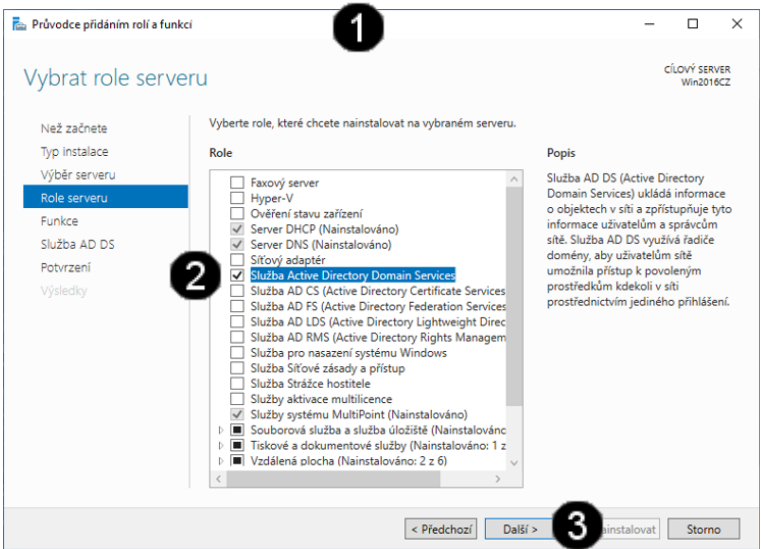 Průvodce přidáním rolí a funkcí
1
Vybrat role serveru
CÍLOVÝ SERVER
Win2016CZ
Než začnete
Typ instalace
Výběr serveru
Role serveru
Funkce
Služba AD DS
Potvrzení
Výsledky
Vyberte role, které chcete nainstalovat na vybraném serveru.
Role
Faxový server
Hyper-V
Ověření stavu zařízení
Server DHCP (Nainstalováno)
Server DNS (Nainstalováno)
Síťový adaptér
2
Služba Active Directory Domain Services
Služba AD CS (Active Directory Certificate Services
Služba AD FS (Active Directory Federation Services
Služba AD LDS (Active Directory Lightweight Direc
Služba AD RMS (Active Directory Rights Managem
Služba pro nasazení systému Windows
Služba Síťové zásady a přístup
Služba Strážce hostitele
Služby aktivace multilicence
Služby systému MultiPoint (Nainstalováno)
Souborová služba a služba úložiště (Nainstalováno
Tiskové a dokumentové služby (Nainstalováno: 1 z
Vzdálená plocha (Nainstalováno: 2 z 6)
Popis
Služba AD DS (Active Directory
Domain Services) ukládá informace
o objektech v síti a zpřístupňuje tyto
informace uživatelům a správcům
sítě. Služba AD DS využívá řadiče
domény, aby uživatelům sítě
umožnila přístup k povoleným
prostředkům kdekoli v síti
prostřednictvím jediného přihlášení.
< Předchozí
Další >
3
ainstalovat
Storno